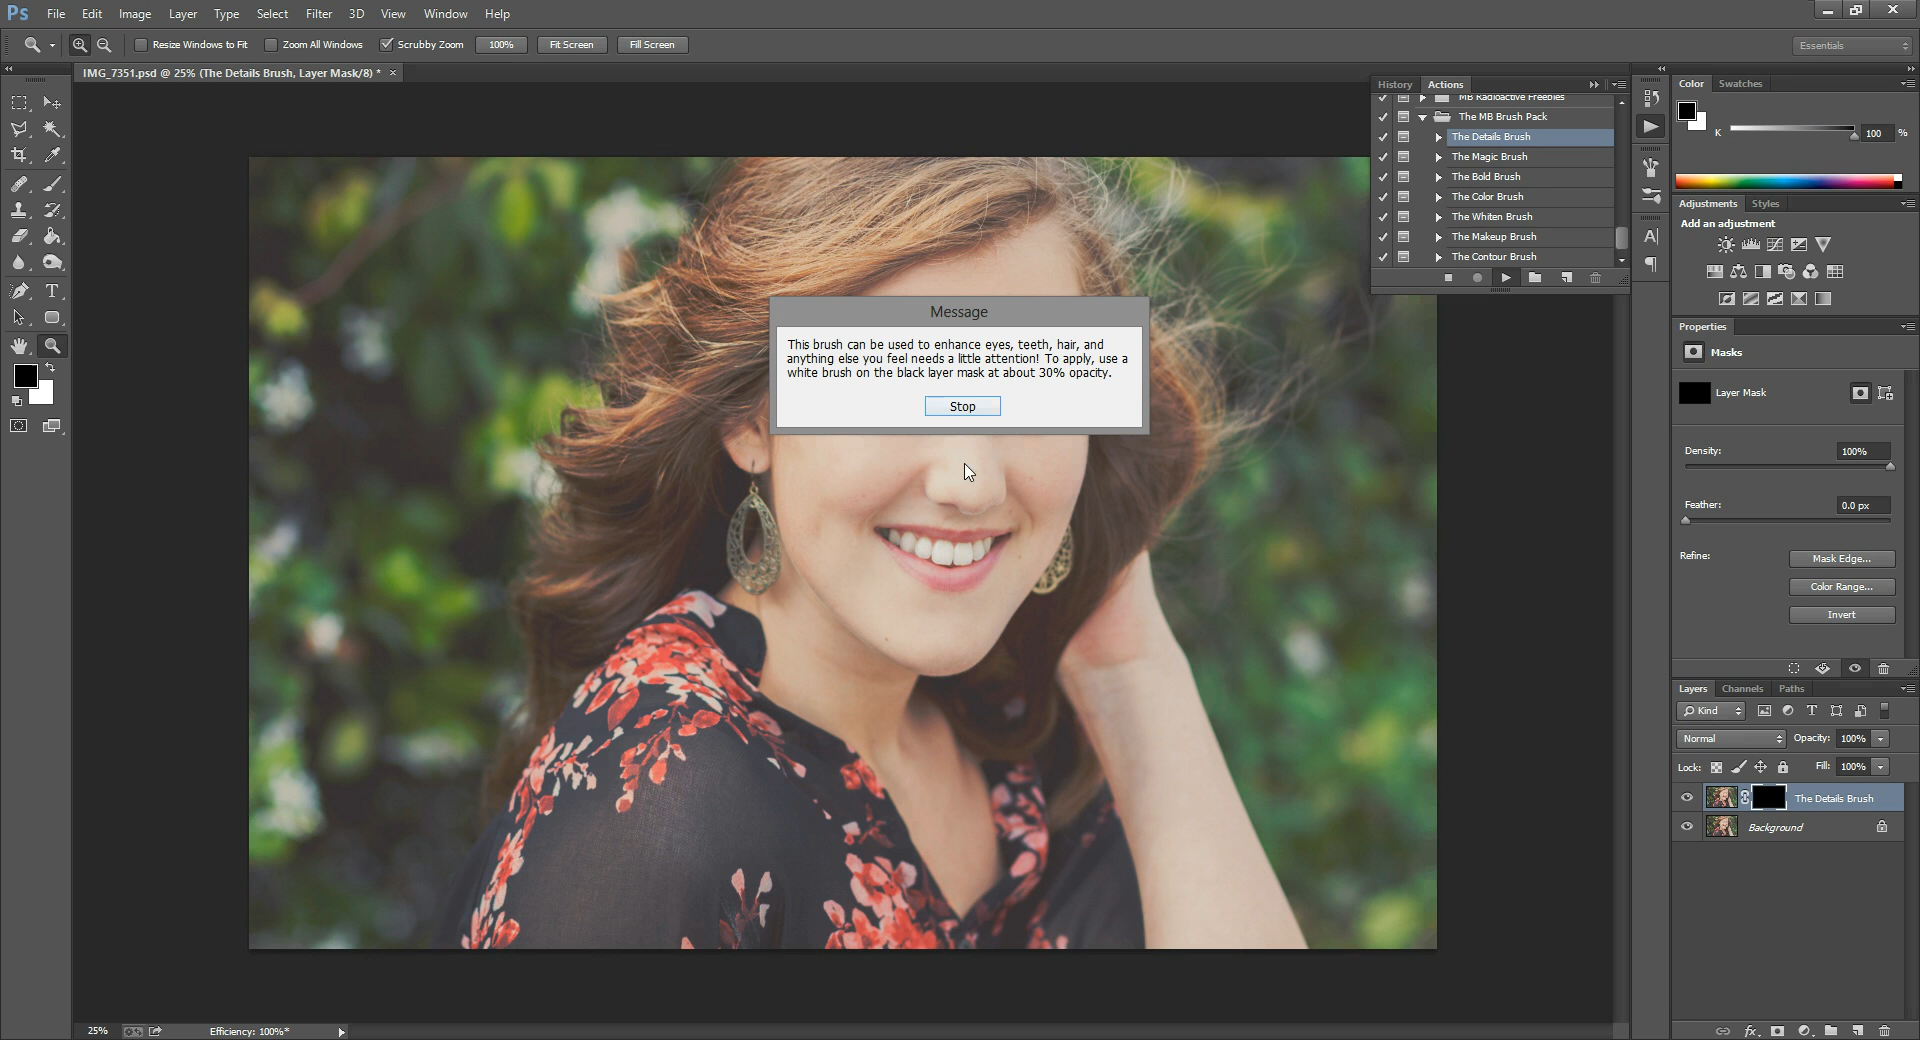 Ps File Edit Image Layer Type Select Filter 3D View Window Help
Resize Windows to Fit Zoom All Windows Scrubby Zoom 100% Fit Screen Fill Screen Essentials
IMG_7351.psd @ 25% (The Details Brush, Layer Mask/8) * ×
History Actions
MB Radioactive Freebies
The MB Brush Pack
The Details Brush
The Magic Brush
The Bold Brush
The Color Brush
The Whiten Brush
The Makeup Brush
The Contour Brush
Message
This brush can be used to enhance eyes, teeth, hair, and
anything else you feel needs a little attention! To apply, use a
white brush on the black layer mask at about 30% opacity.
Stop
Color Swatches
K 100 %
Adjustments Styles
Add an adjustment
Properties
Masks
Layer Mask
Density: 100%
Feather: 0.0 px
Refine: Mask Edge...
Color Range...
Invert
Layers Channels Paths
Kind
Normal Opacity: 100%
Lock: Fill: 100%
The Details Brush
Background
25% Efficiency: 100%*